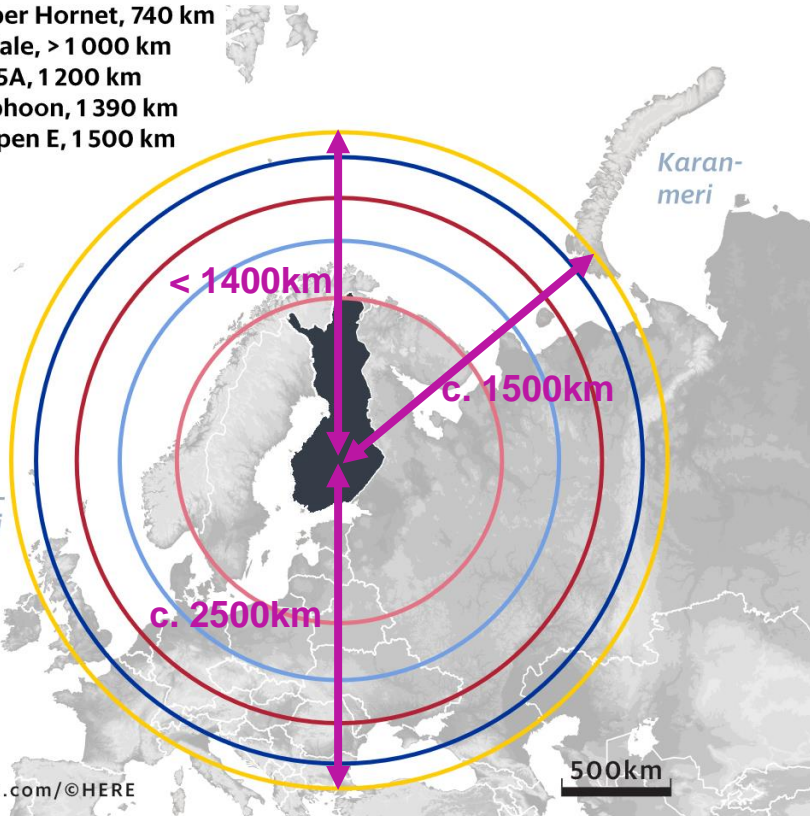 per Hornet, 740 km
ale, > 1 000 km
5A, 1 200 km
phoon, 1 390 km
pen E, 1 500 km
Karan-
meri
< 1400km
c. 1500km
c. 2500km
500km
.com/©HERE